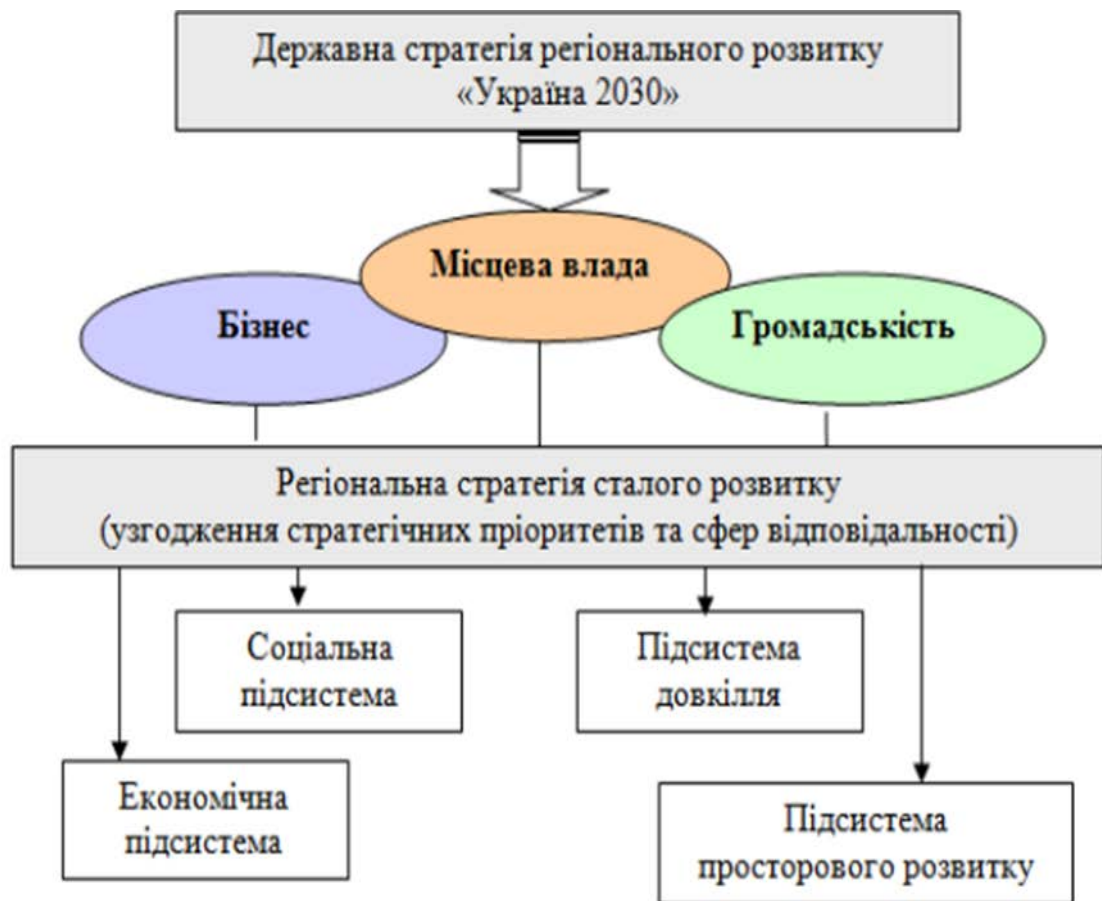 Державна стратегія регіонального розвитку
«Україна 2030»
Місцева влада
Бізнес
Громадськість
Регіональна стратегія сталого розвитку
(узгодження стратегічних пріоритетів та сфер відповідальності)
Соціальна
підсистема
Підсистема
довкілля
Економічна
підсистема
Підсистема
просторового розвитку